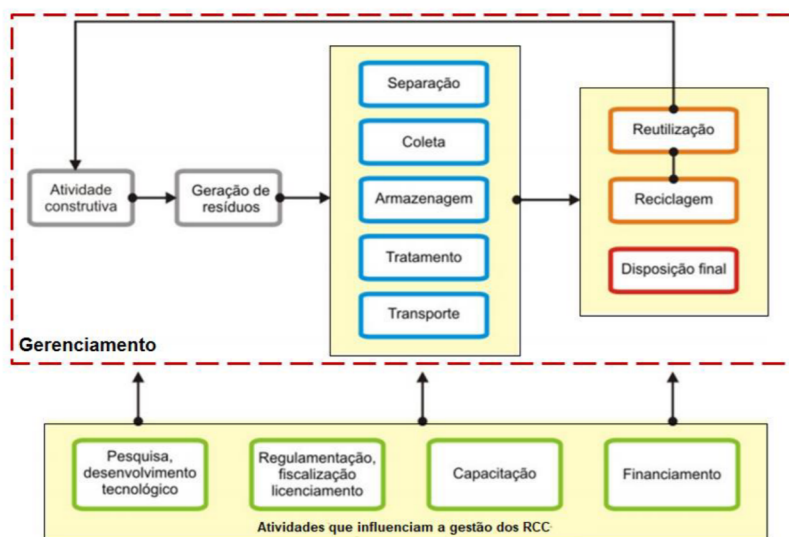 Separação
Coleta
Armazenagem
Tratamento
Transporte
Atividade
construtiva
Geração de
resíduos
Reutilização
Reciclagem
Disposição final
Gerenciamento
Pesquisa,
desenvolvimento
tecnológico
Regulamentação,
fiscalização
licenciamento
Capacitação
Financiamento
Atividades que influenciam a gestão dos RCC